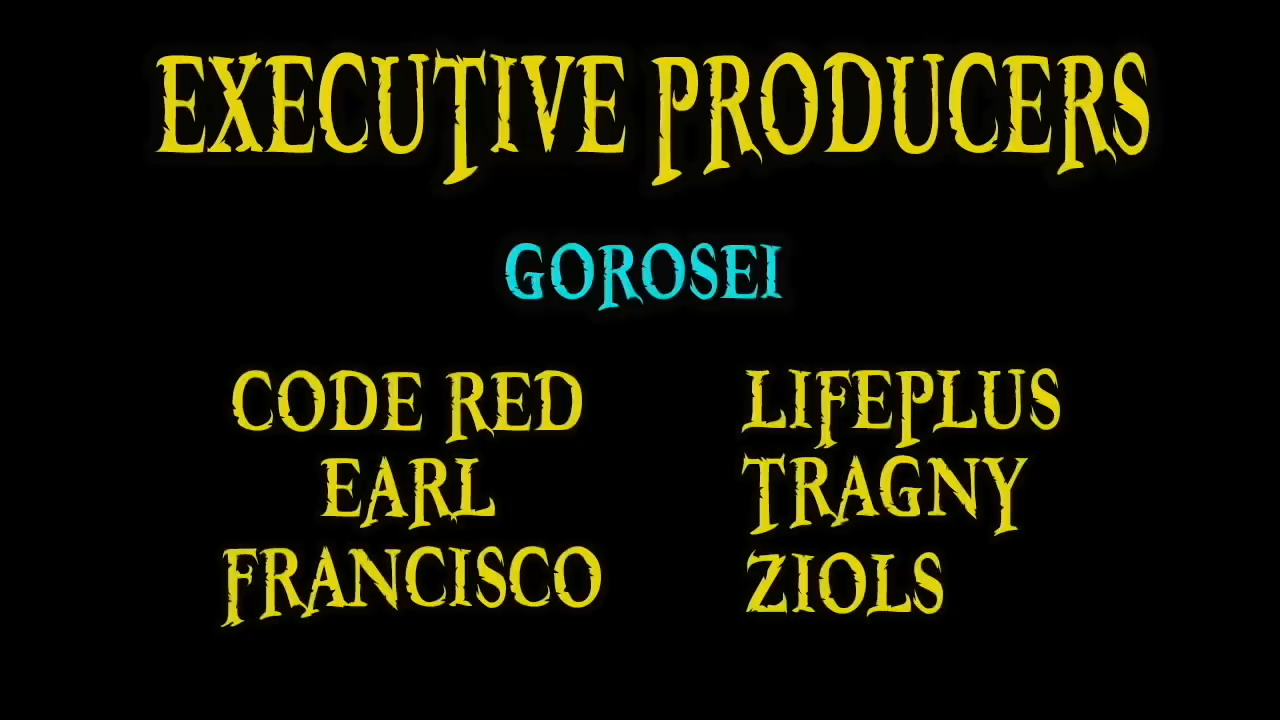 EXECUTIVE PRODUCERS
GOROSEI
CODE RED
EARL
FRANCISCO
LIFEPLUS
TRAGNY
ZIOLS